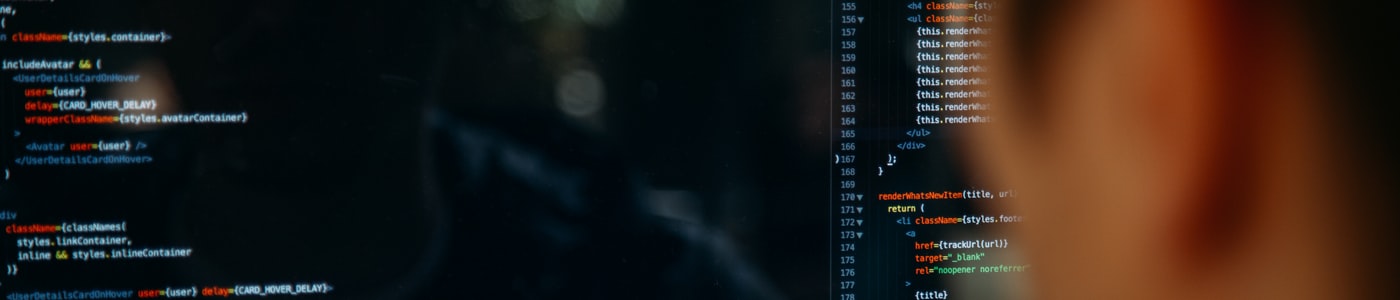 ne,
(
n className={styles.container}>
includeAvatar && (
<UserDetailsCardOnHover
user={user}
delay={CARD_HOVER_DELAY}
wrapperClassName={styles.avatarContainer}
>
<Avatar user={user} />
</UserDetailsCardOnHover>
)
div
className={classNames(
styles.linkContainer,
inline && styles.inlineContainer
)}
<UserDetailsCardOnHover user={user} delay={CARD_HOVER_DELAY}>
155 <h4 className={styl
156 <ul className={cla
157 {this.renderWhat
158 {this.renderWhat
159 {this.renderWhat
160 {this.renderWhat
161 {this.renderWhat
162 {this.renderWhat
163 {this.renderWhat
164 {this.renderWhat
165 </ul>
166 </div>
167 );
168 }
169
170 renderWhatsNewItem(title, url)
171 return (
172 <li className={styles.foote
173 <a
174 href={trackUrl(url)}
175 target="_blank"
176 rel="noopener noreferrer"
177 >
178 {title}